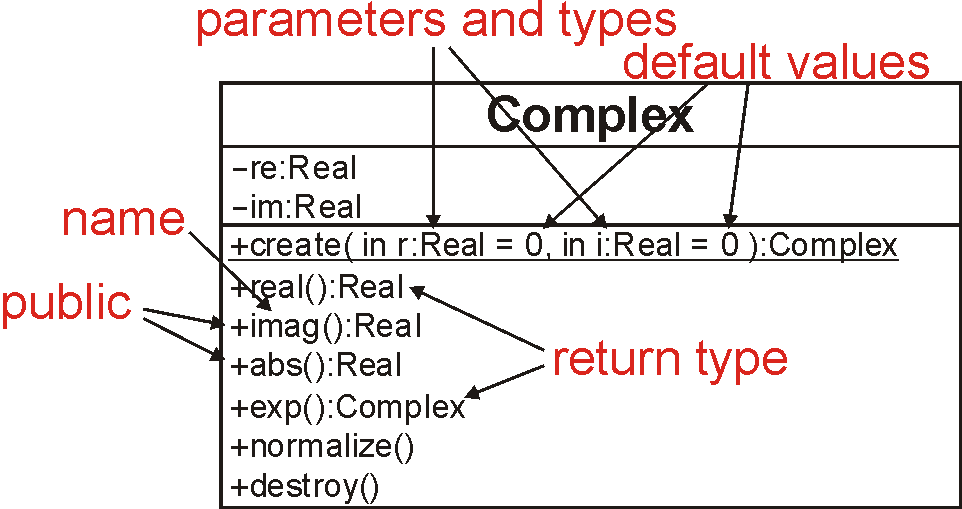 parameters and types
default values
Complex
−re:Real
−im:Real
name
+create( in r:Real = 0, in i:Real = 0 ):Complex
+real():Real
public
+imag():Real
+abs():Real
return type
+exp():Complex
+normalize()
+destroy()